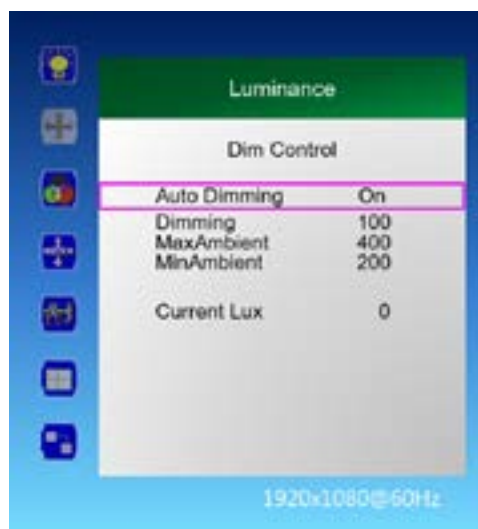 Luminance
Dim Control
Auto Dimming On
Dimming 100
MaxAmbient 400
MinAmbient 200
Current Lux 0
1920x1080@60Hz